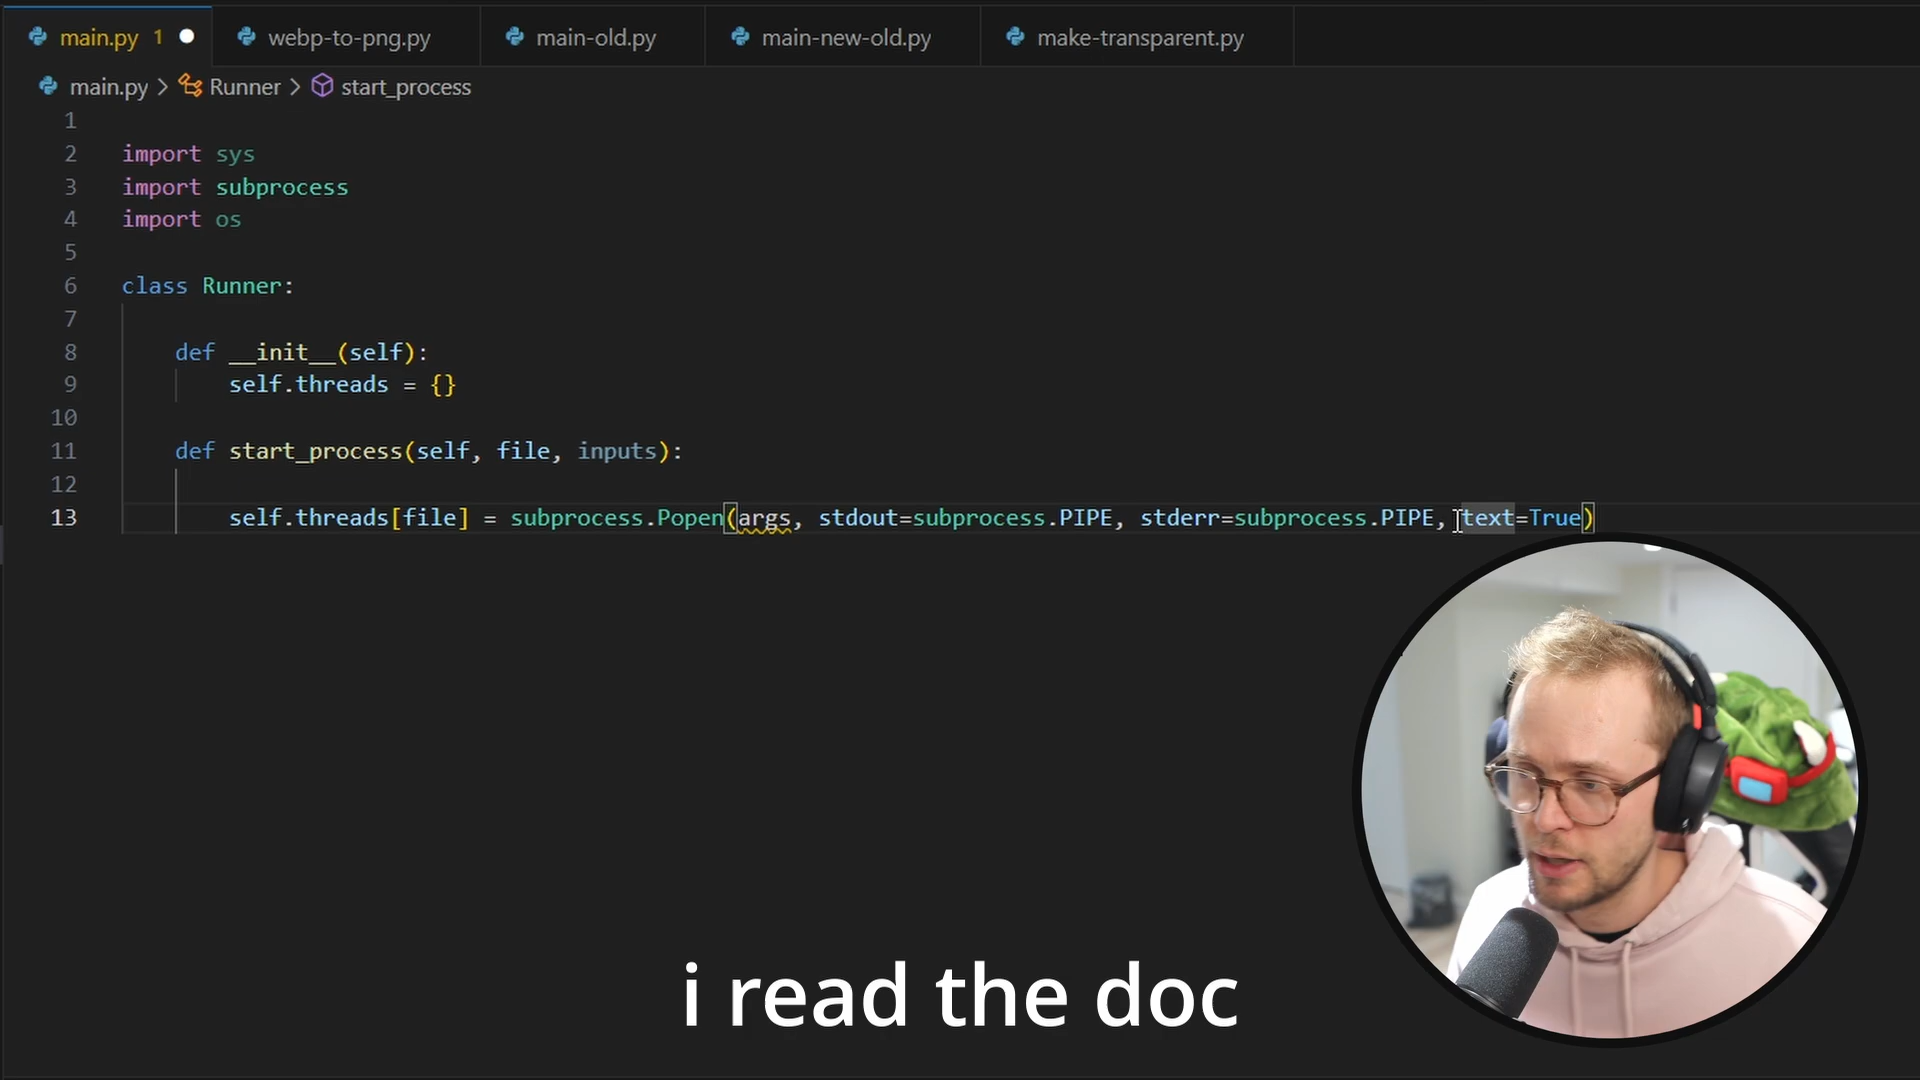 main.py 1 webp-to-png.py main-old.py main-new-old.py make-transparent.py
main.py > Runner > start_process
1
2 import sys
3 import subprocess
4 import os
5
6 class Runner:
7
8 def __init__(self):
9 self.threads = {}
10
11 def start_process(self, file, inputs):
12
13 self.threads[file] = subprocess.Popen(args, stdout=subprocess.PIPE, stderr=subprocess.PIPE, text=True)
i read the doc